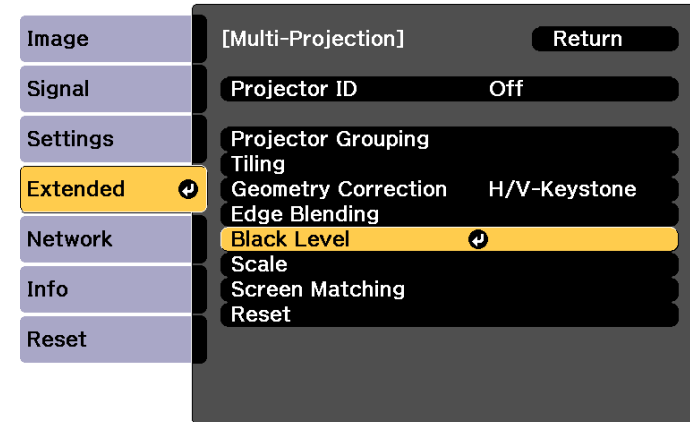 Image
Signal
Settings
Extended
Network
Info
Reset
[Multi-Projection] Return
Projector ID Off
Projector Grouping
Tiling
Geometry Correction H/V-Keystone
Edge Blending
Black Level
Scale
Screen Matching
Reset